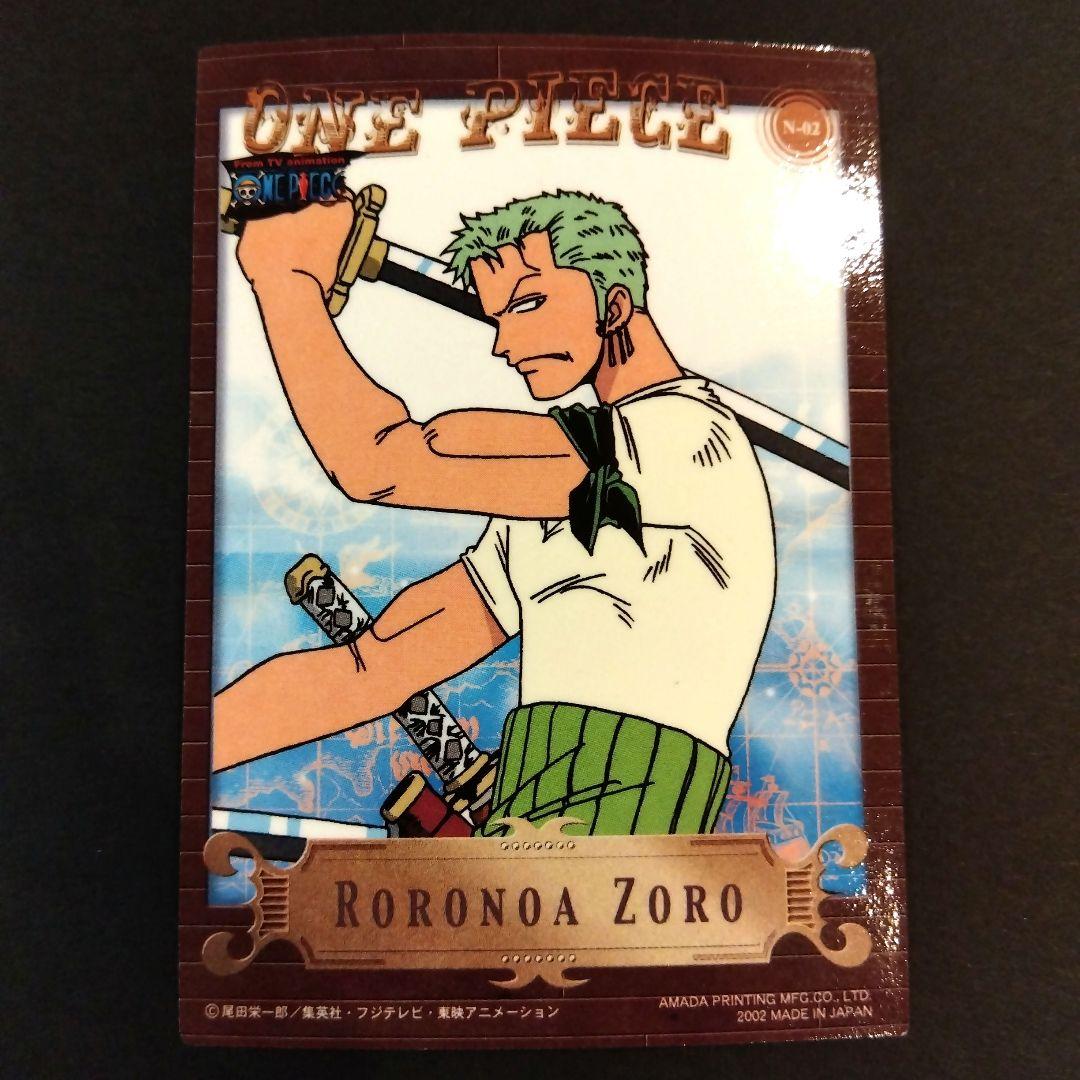 ONE PIECE
N-02
From TV animation
ONE PIECE
RORONOA ZORO
©尾田栄一郎／集英社・フジテレビ・東映アニメーション
AMADA PRINTING MFG.CO., LTD.
2002 MADE IN JAPAN